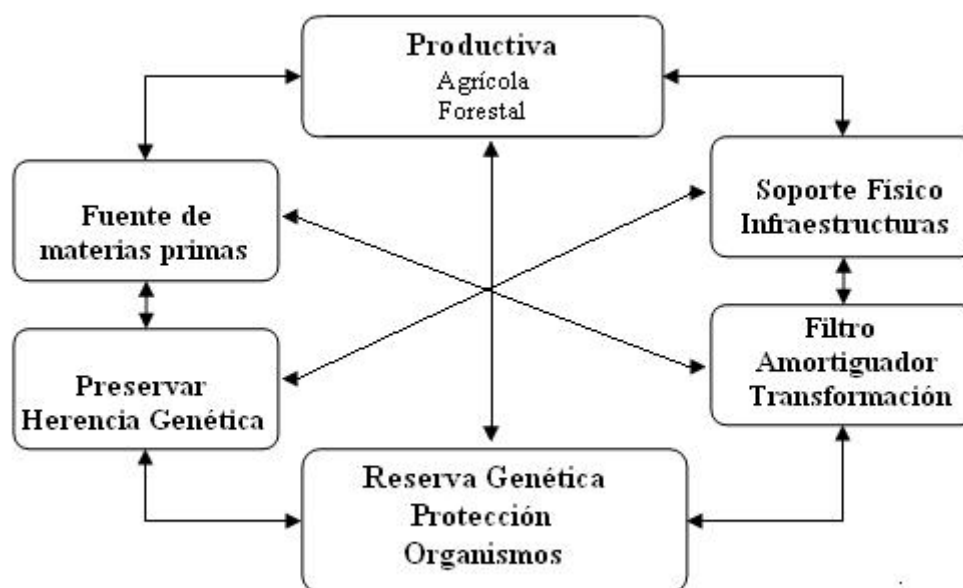 Productiva
Agrícola
Forestal
Fuente de
materias primas
Soporte Físico
Infraestructuras
Preservar
Herencia Genética
Filtro
Amortiguador
Transformación
Reserva Genética
Protección
Organismos